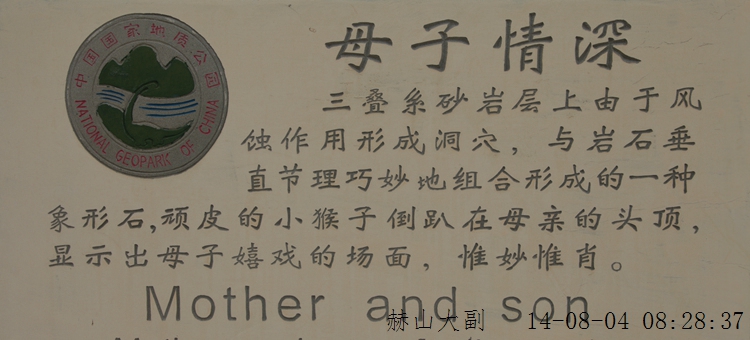 中国国家地质公园
NATIONAL GEOPARK OF CHINA
母子情深
三叠系砂岩层上由于风
蚀作用形成洞穴，与岩石垂
直节理巧妙地组合形成的一种
象形石,顽皮的小猴子倒趴在母亲的头顶，
显示出母子嬉戏的场面，惟妙惟肖。
Mother and son
赫山大副 14-08-04 08:28:37